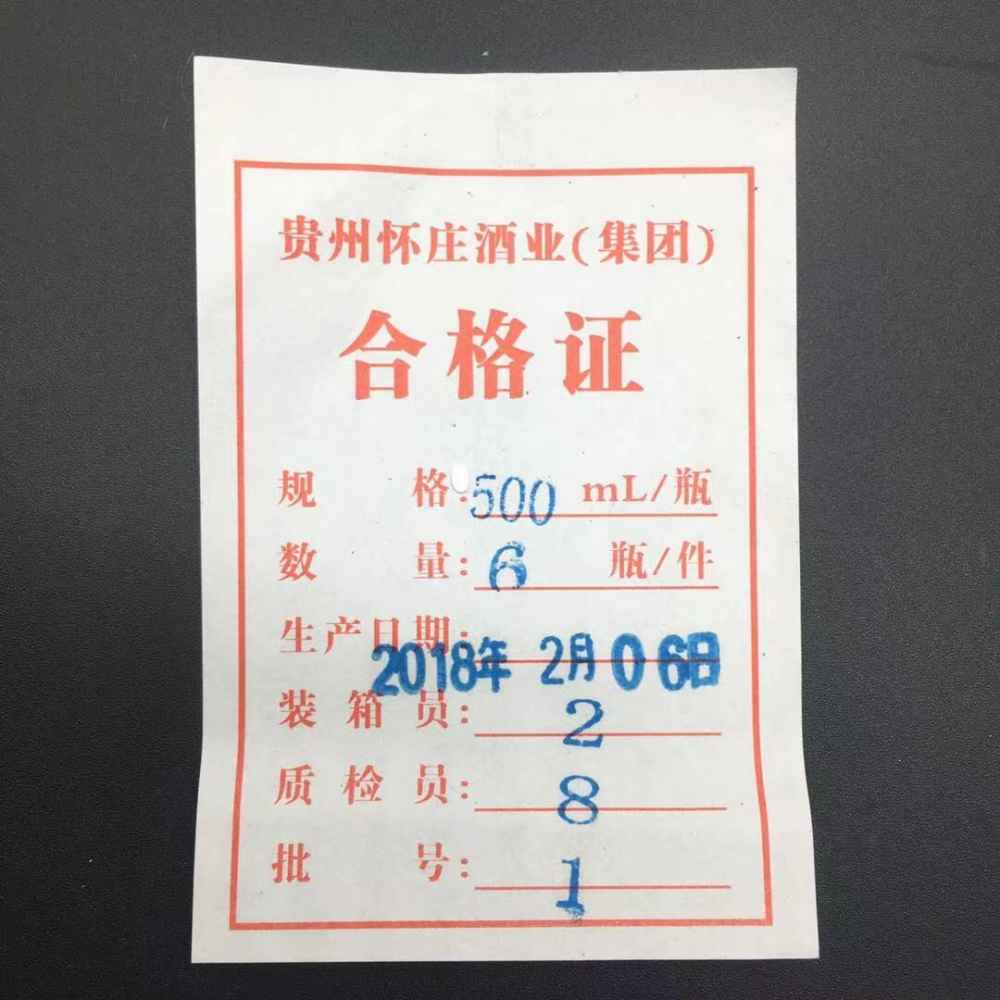 贵州怀庄酒业(集团)
合格证
规格:500 mL/瓶
数量:6 瓶/件
生产日期:2018年 2月06日
装箱员:2
质检员:8
批号:1